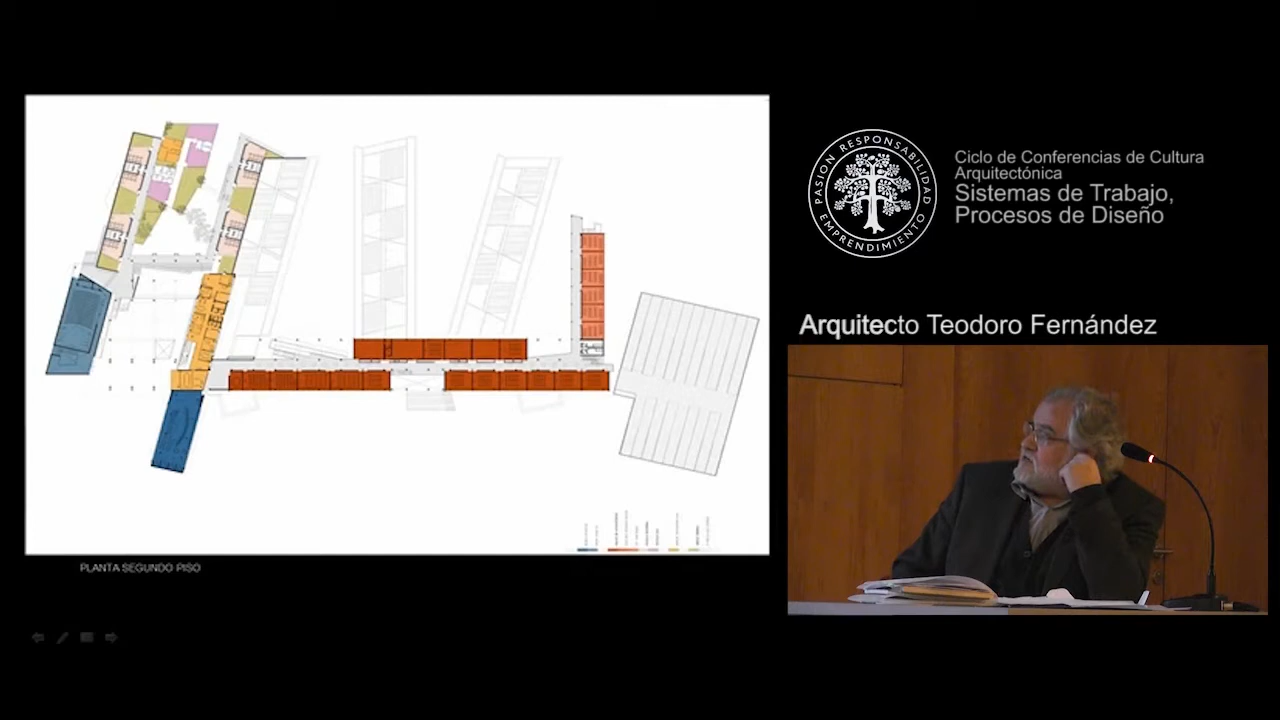 PASION RESPONSABILIDAD
EMPRENDIMIENTO
Ciclo de Conferencias de Cultura
Arquitectónica
Sistemas de Trabajo,
Procesos de Diseño
Arquitecto Teodoro Fernández
PLANTA SEGUNDO PISO